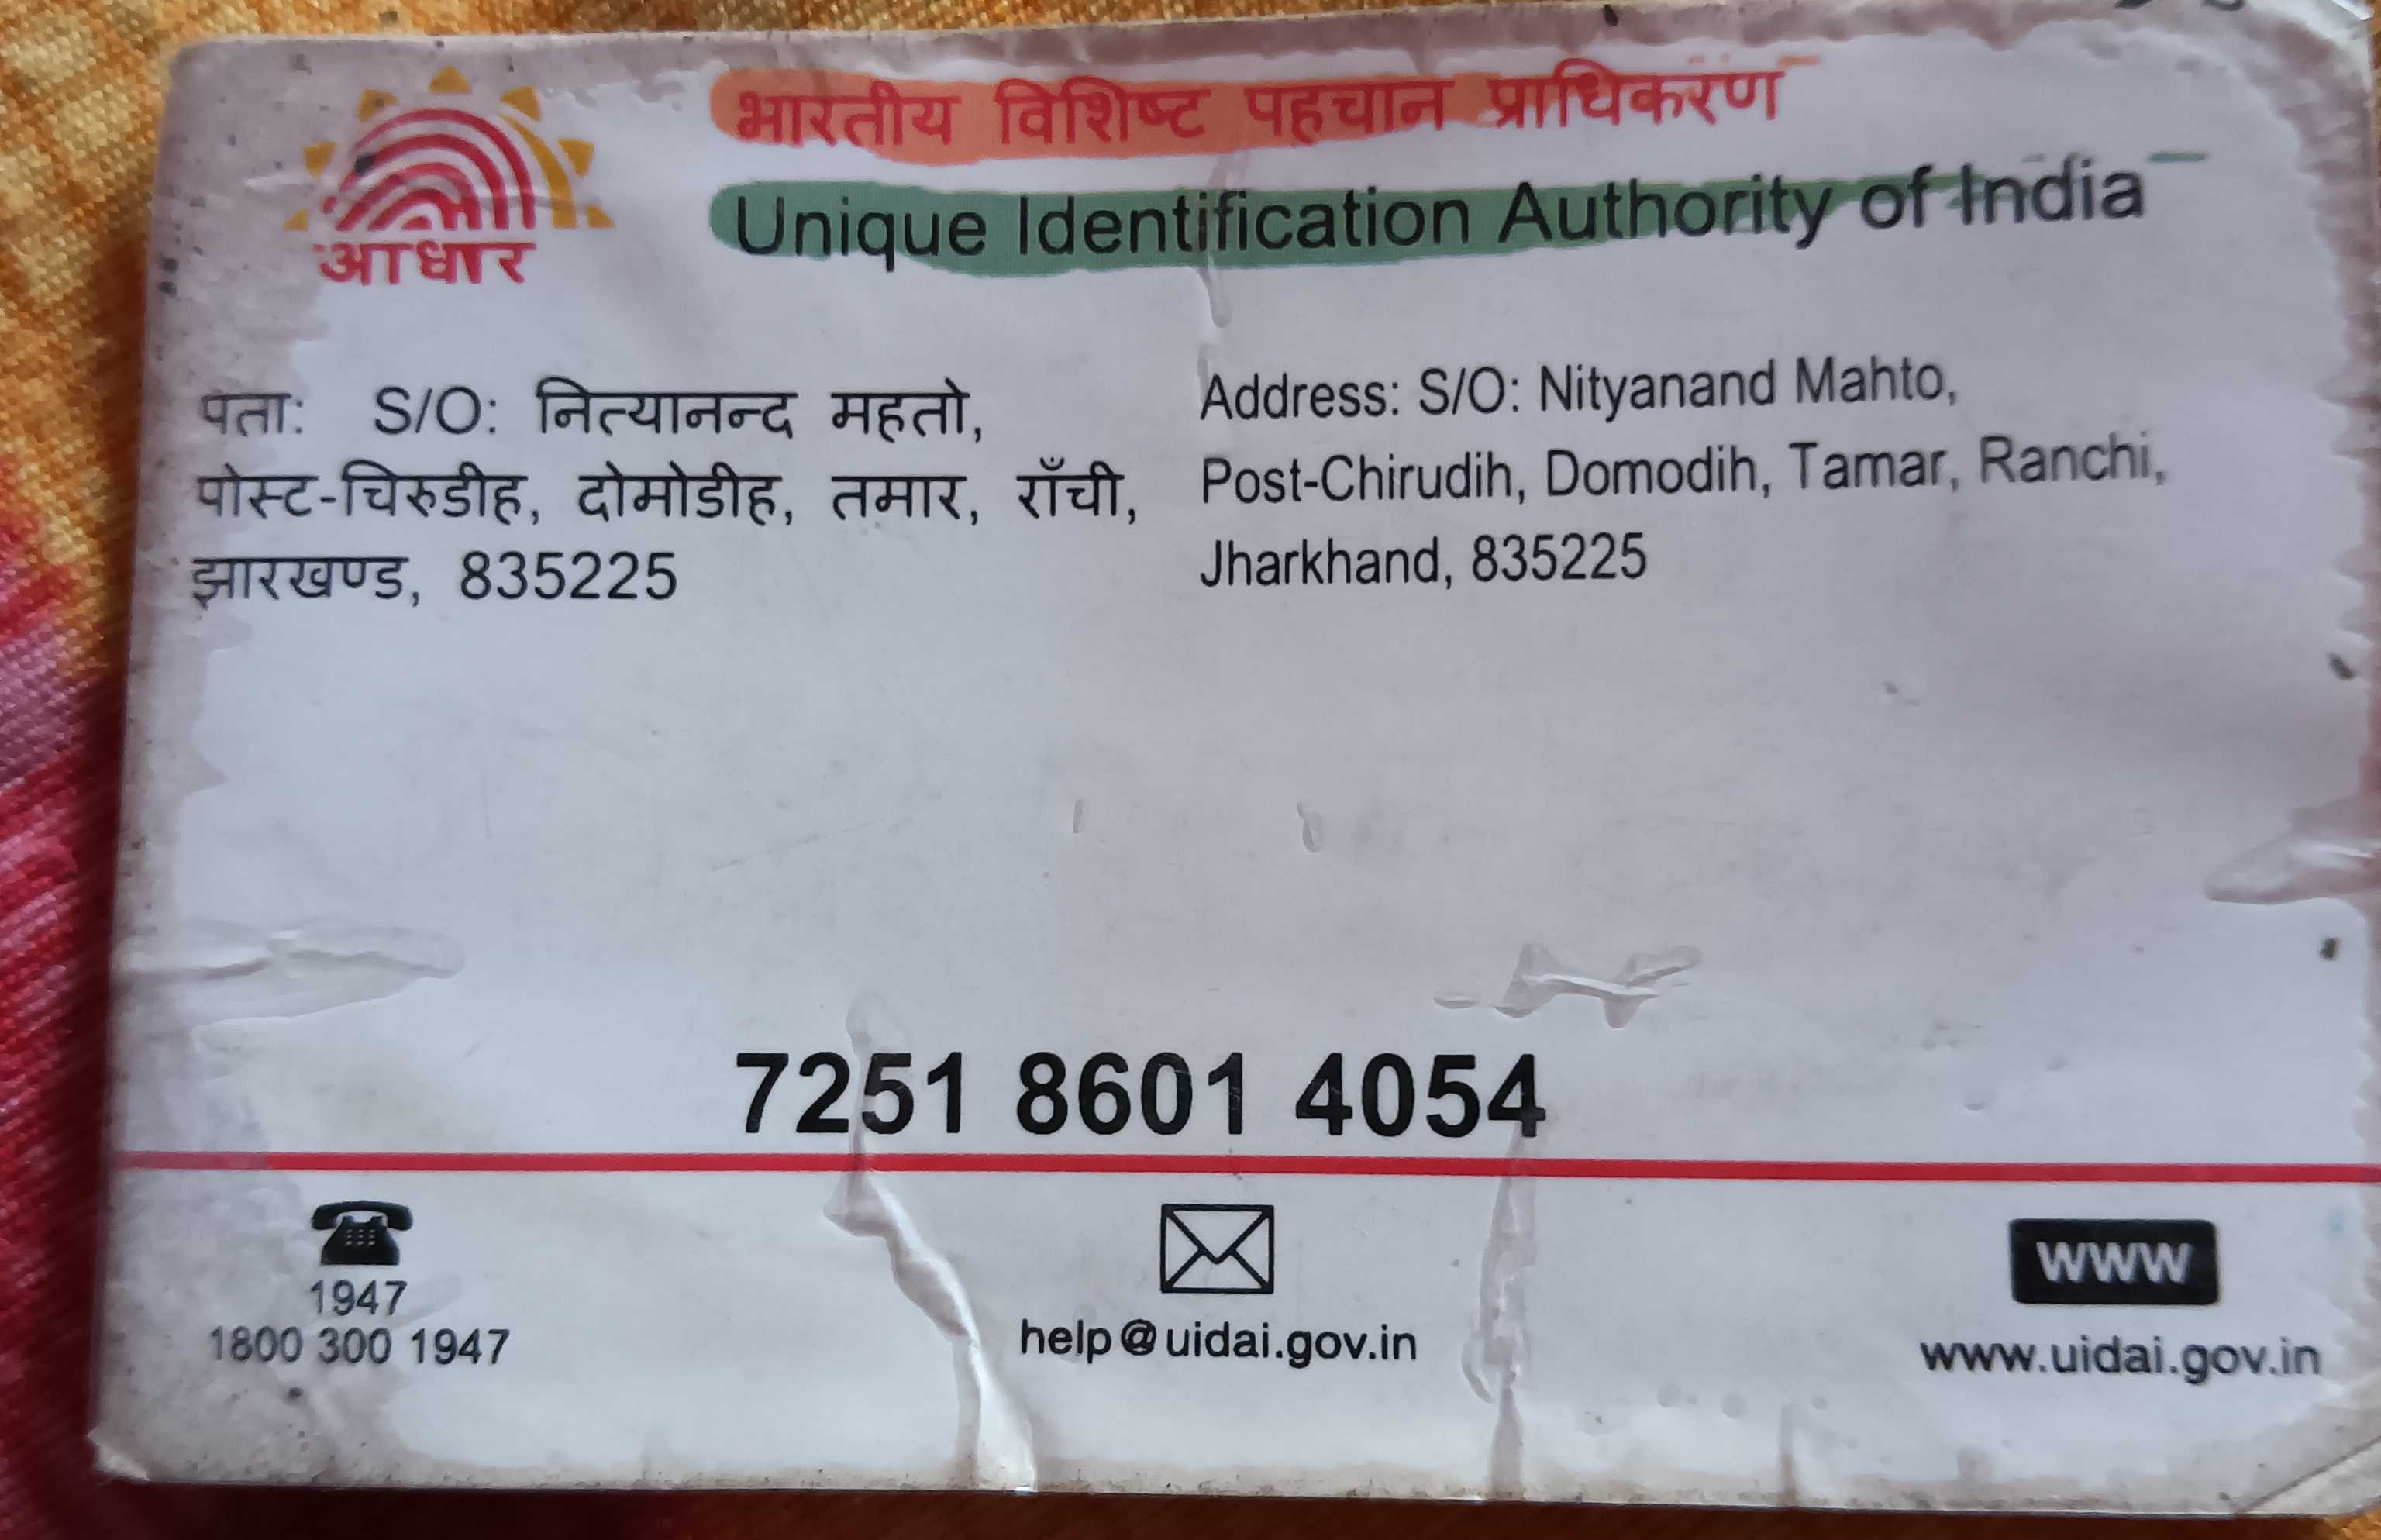 भारतीय विशिष्ट पहचान प्राधिकरण
Unique Identification Authority of India
आधार
पता: S/O: नित्यानन्द महतो,
पोस्ट-चिरुडीह, दोमोडीह, तमार, राँची,
झारखण्ड, 835225
Address: S/O: Nityanand Mahto,
Post-Chirudih, Domodih, Tamar, Ranchi,
Jharkhand, 835225
7251 8601 4054
1947
1800 300 1947
help@uidai.gov.in
www
www.uidai.gov.in